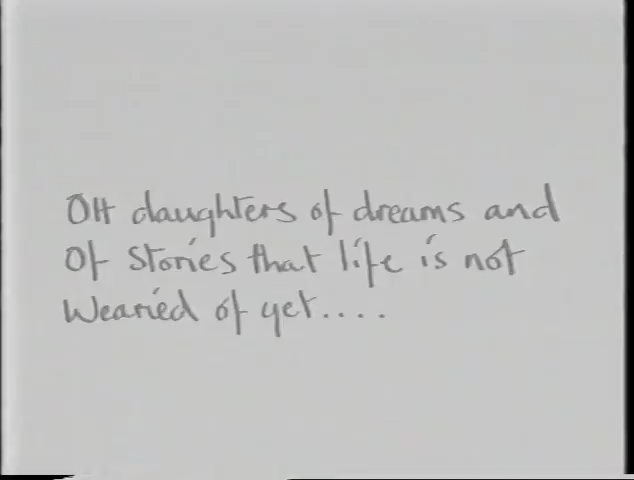 OH daughters of dreams and
Of Stories that life is not
Wearied of yet....